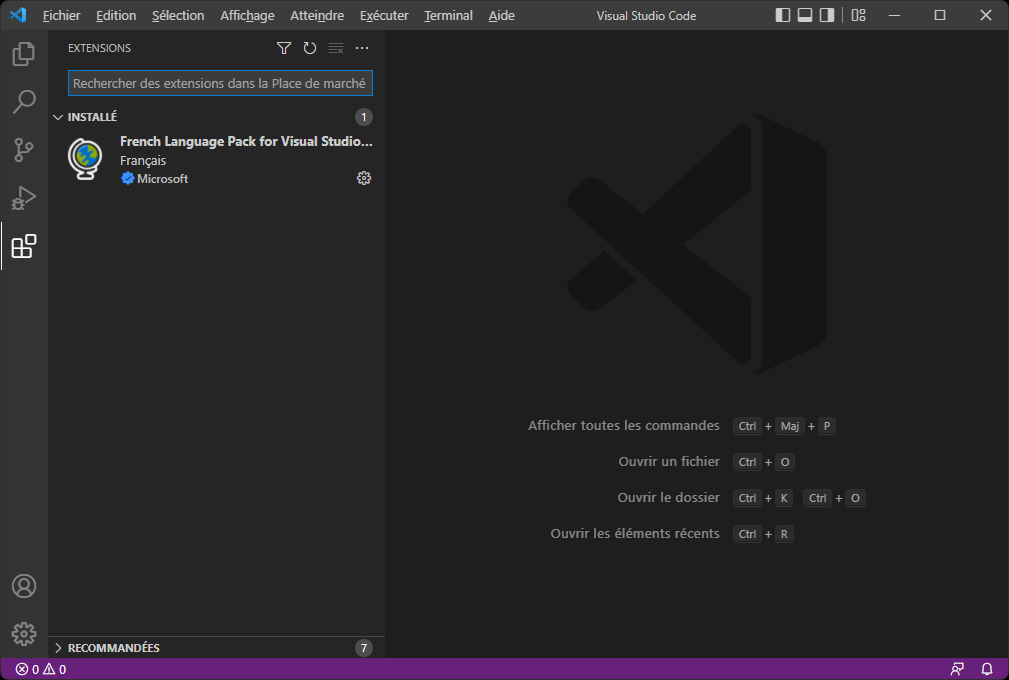 Fichier Edition Sélection Affichage Atteindre Exécuter Terminal Aide Visual Studio Code
EXTENSIONS
Rechercher des extensions dans la Place de marché
INSTALLÉ 1
French Language Pack for Visual Studio...
Français
Microsoft
Afficher toutes les commandes Ctrl + Maj + P
Ouvrir un fichier Ctrl + O
Ouvrir le dossier Ctrl + K Ctrl + O
Ouvrir les éléments récents Ctrl + R
RECOMMANDÉES 7
0 0